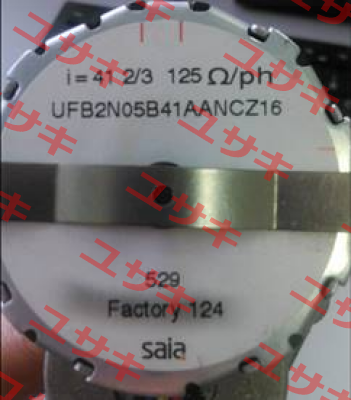 i = 41 2/3 125 Ω/ph
UFB2N05B41AANCZ16
529
Factory 124
saia
ユサキ